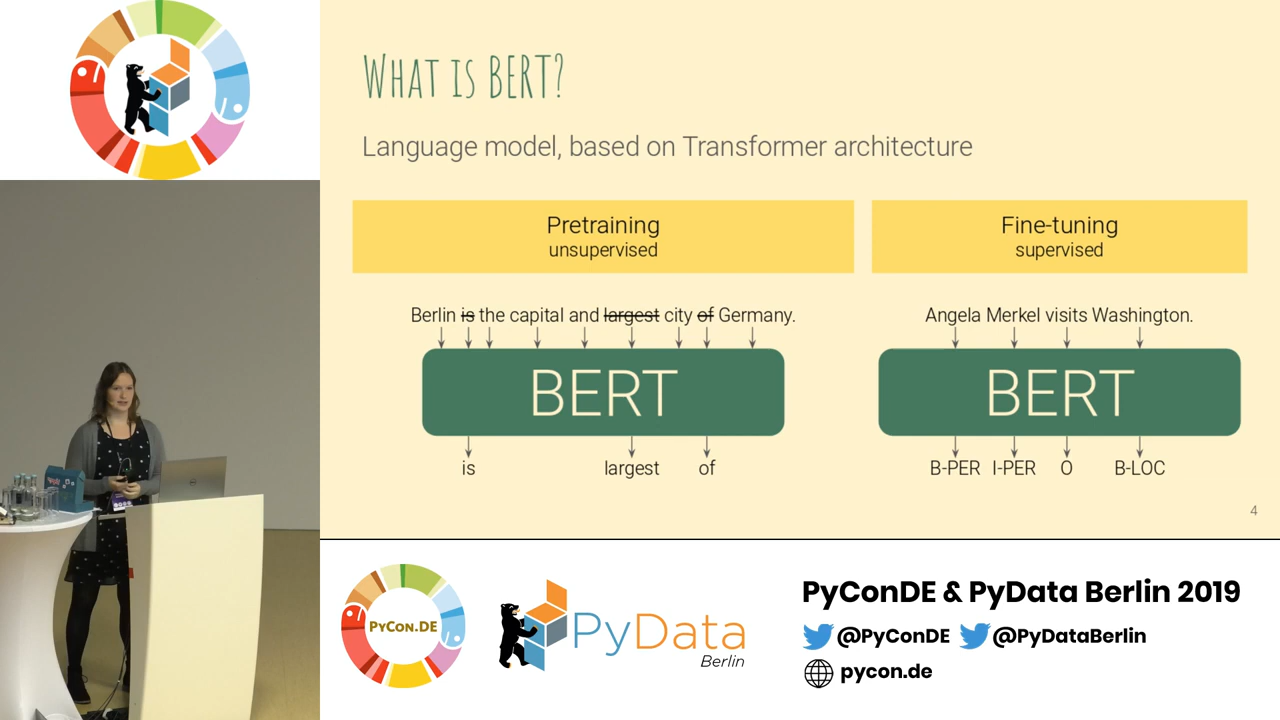 What is BERT?
Language model, based on Transformer architecture
Pretraining
unsupervised
Fine-tuning
supervised
Berlin is the capital and largest city of Germany.
BERT
is largest of
Angela Merkel visits Washington.
BERT
B-PER I-PER O B-LOC
4
PyCon.DE
PyData
Berlin
PyConDE & PyData Berlin 2019
@PyConDE @PyDataBerlin
pycon.de